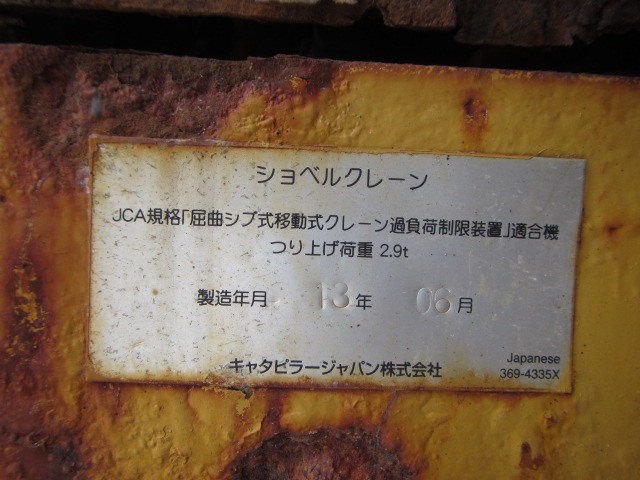 ショベルクレーン
JCA規格「屈曲ジブ式移動式クレーン過負荷制限装置」適合機
つり上げ荷重 2.9t
製造年月 13年 06月
キャタピラージャパン株式会社
Japanese
369-4335X